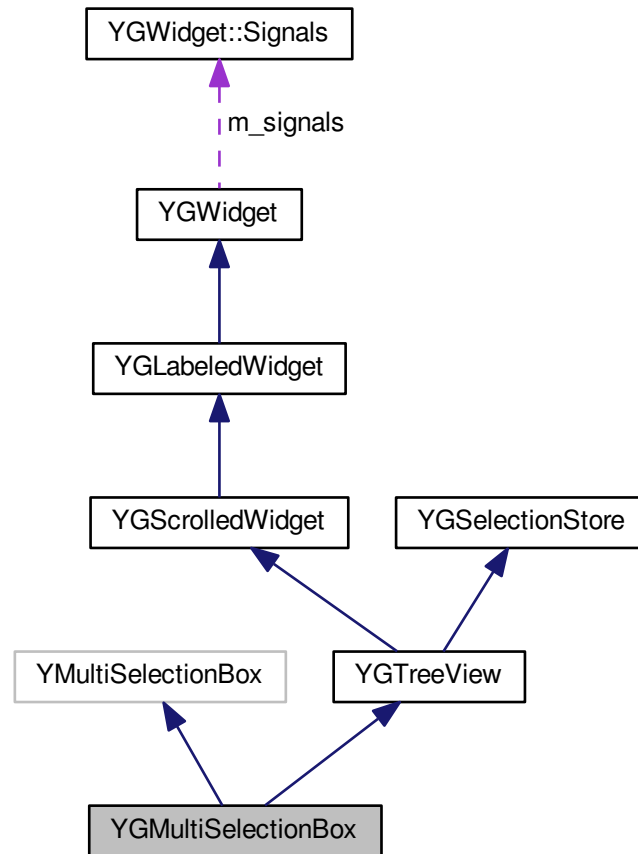 YGWidget::Signals
m_signals
YGWidget
YGLabeledWidget
YGScrolledWidget
YGSelectionStore
YMultiSelectionBox
YGTreeView
YGMultiSelectionBox